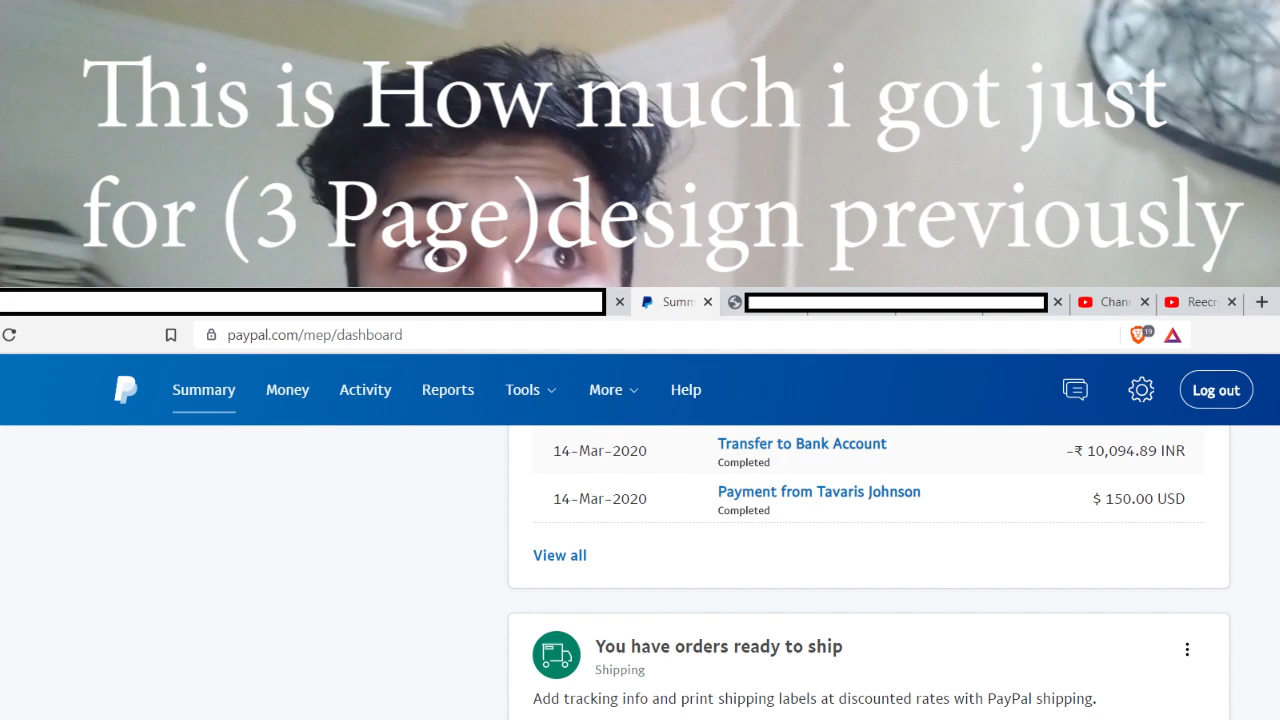 This is How much i got just
for (3 Page)design previously
Summ
Chann
Reecr
paypal.com/mep/dashboard
19
Summary Money Activity Reports Tools More Help Log out
14-Mar-2020 Transfer to Bank Account -₹ 10,094.89 INR
Completed
14-Mar-2020 Payment from Tavaris Johnson $ 150.00 USD
Completed
View all
You have orders ready to ship
Shipping
Add tracking info and print shipping labels at discounted rates with PayPal shipping.